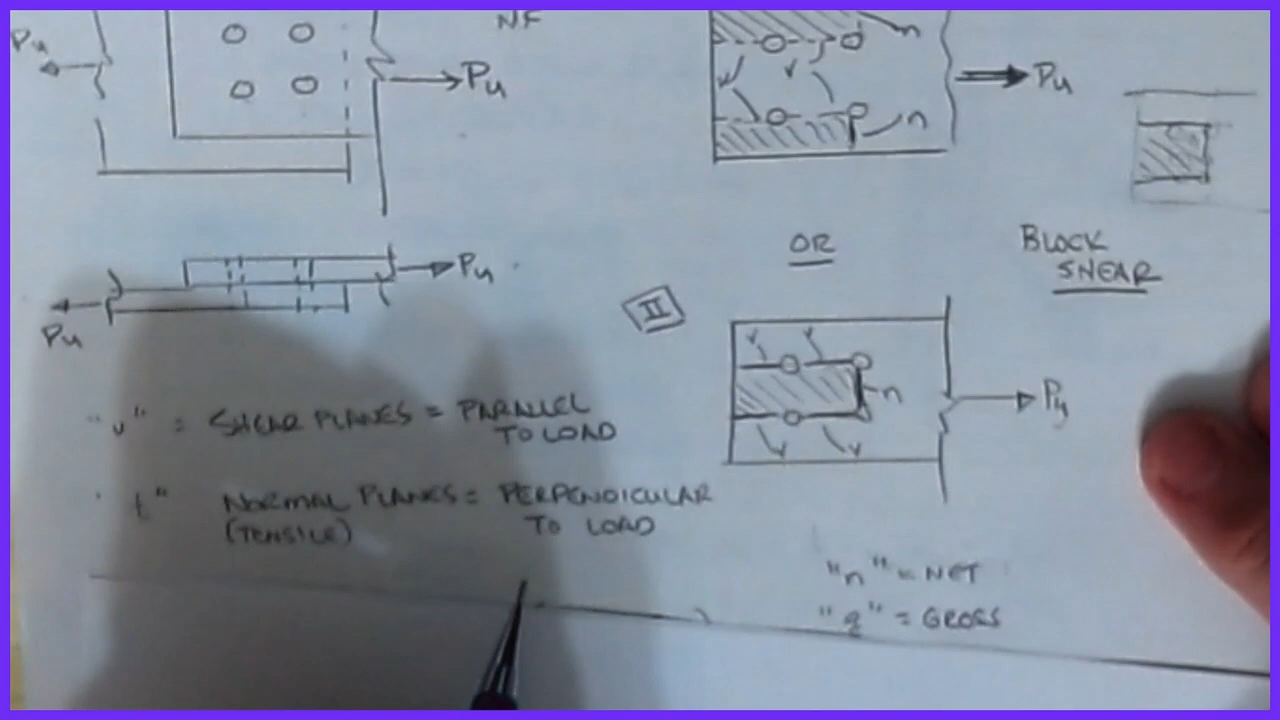 Pu
NF
n
Pu
v
v
Pu
n
OR
BLOCK
SHEAR
Pu
Pu
II
v
v
n
Pu
v
v
"v" = SHEAR PLANES = PARALLEL
TO LOAD
t" NORMAL PLANES = PERPENDICULAR
(TENSILE) TO LOAD
"n" = NET
"g" = GROSS